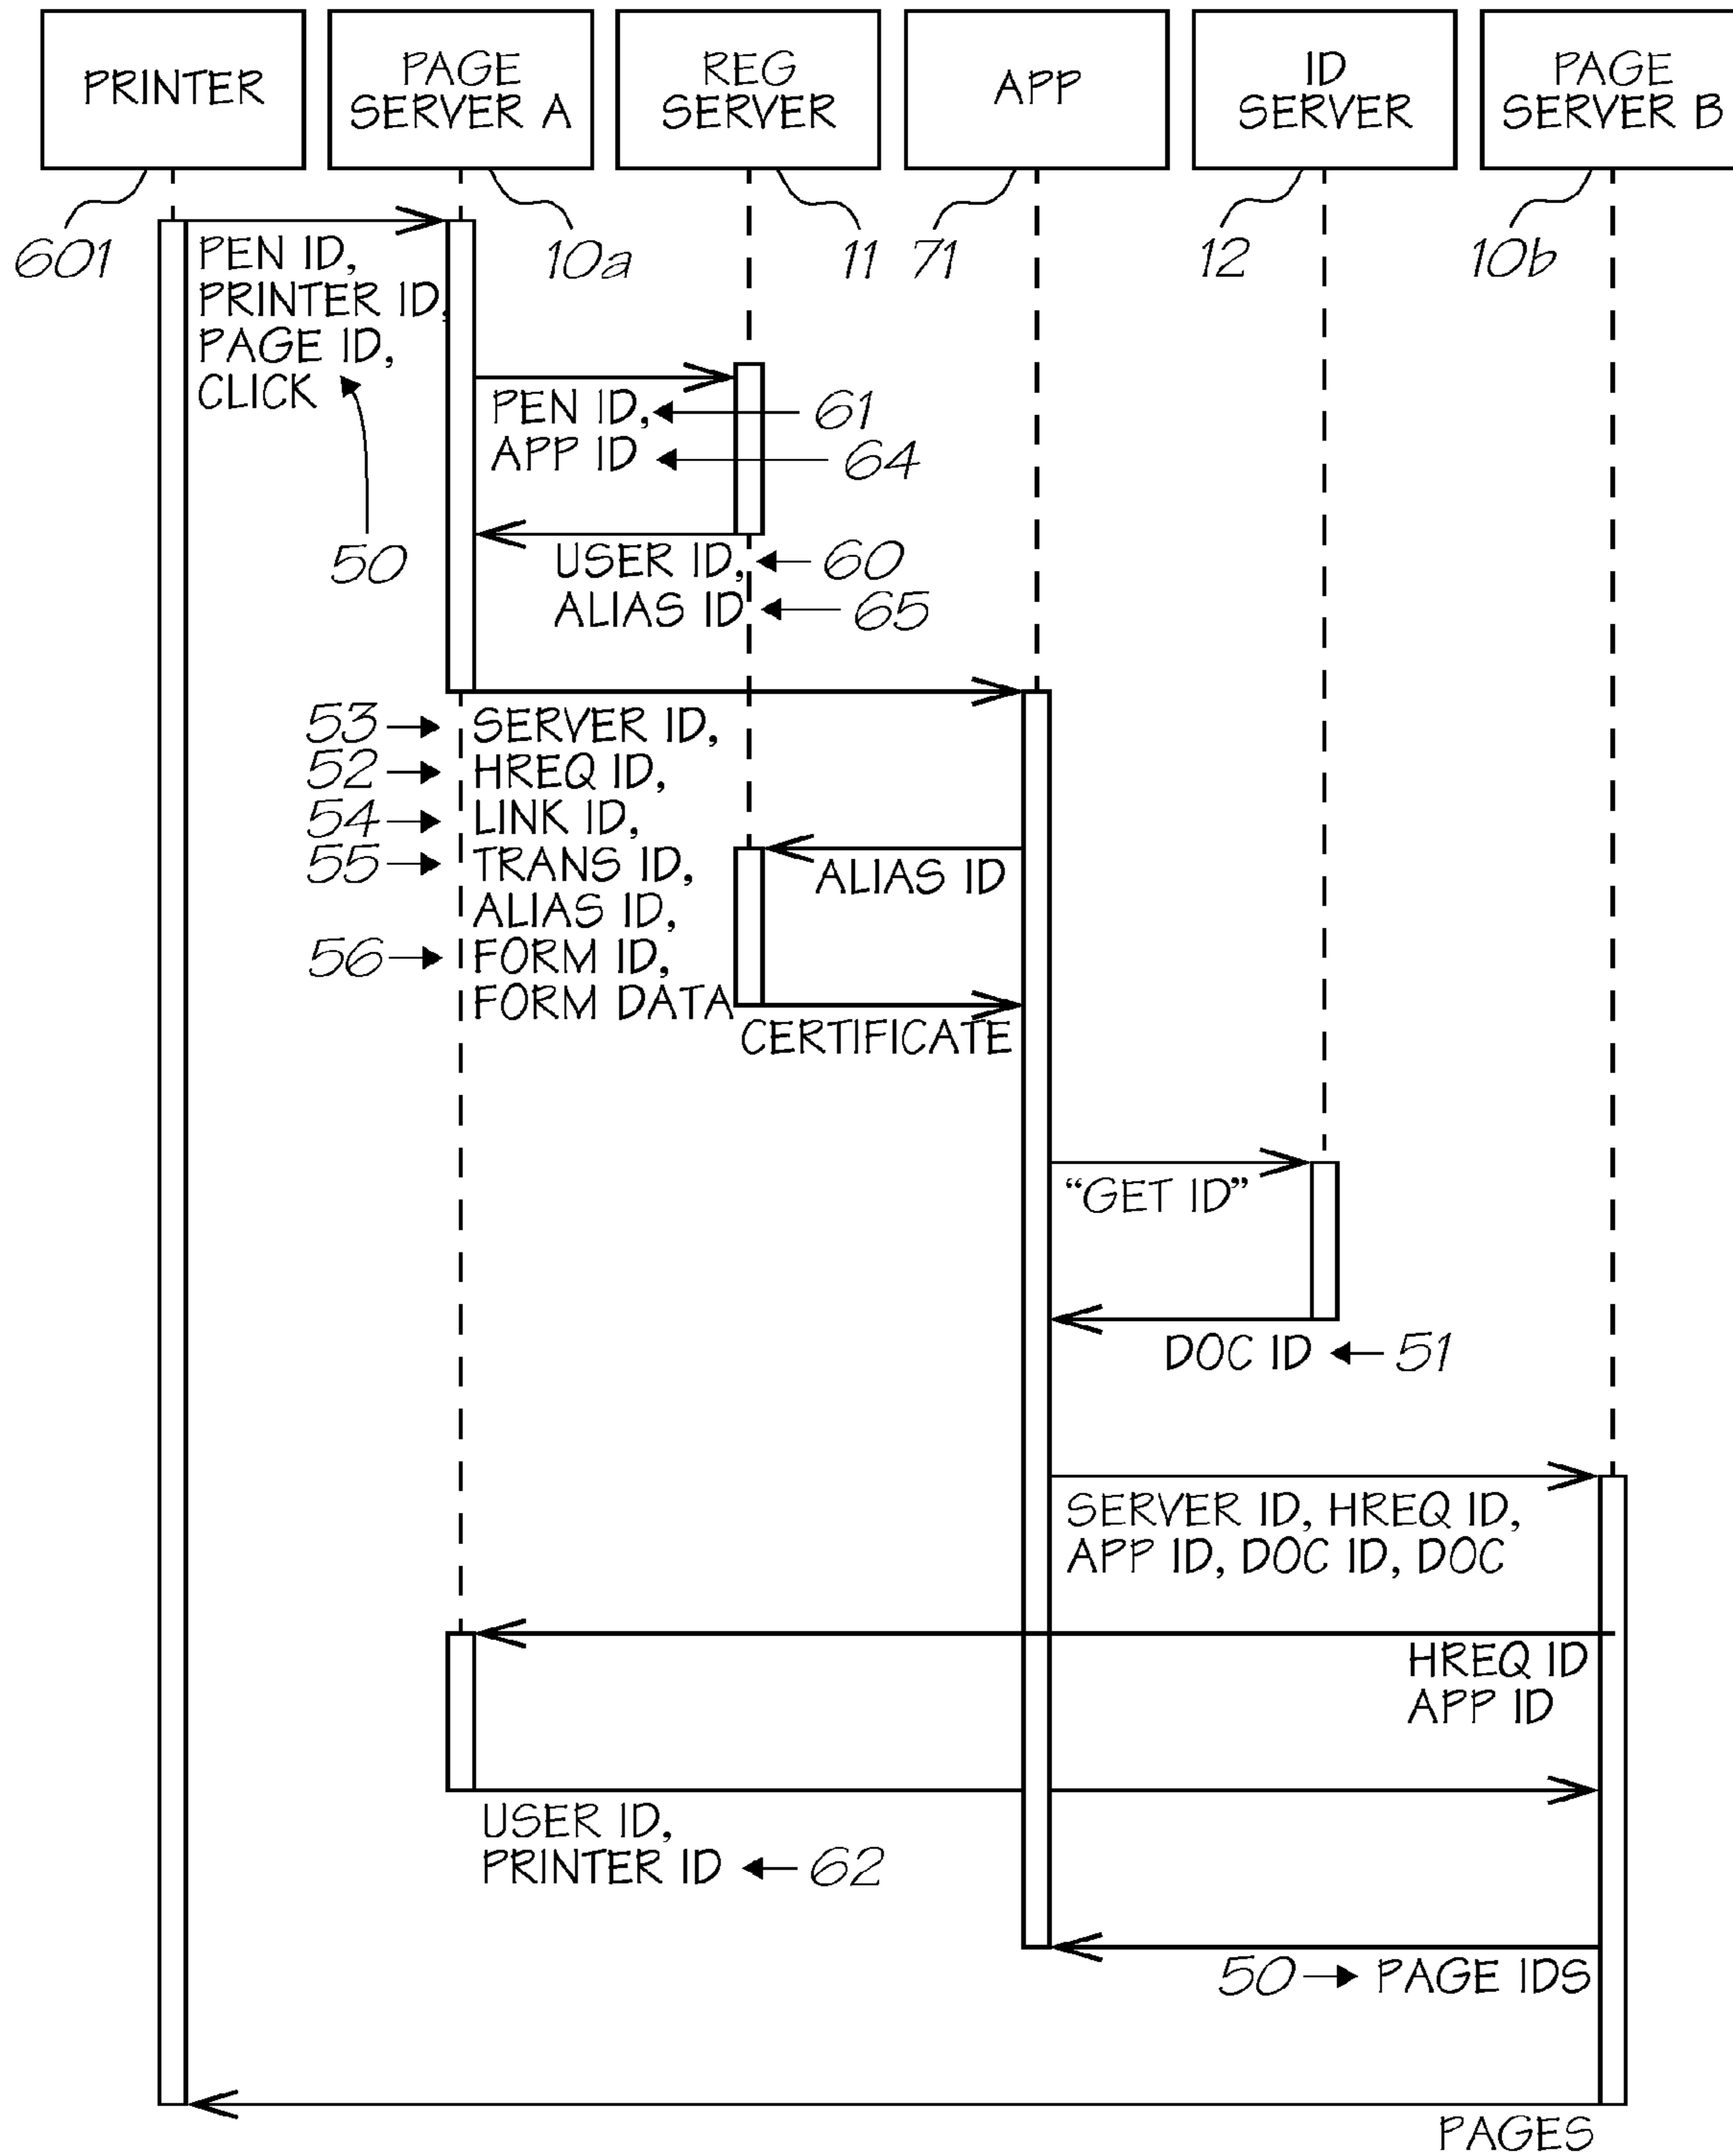 PRINTER
PAGE
SERVER A
REG
SERVER
APP
ID
SERVER
PAGE
SERVER B
601
10a
11
71
12
10b
PEN ID,
PRINTER ID,
PAGE ID,
CLICK
50
PEN ID,
61
APP ID
64
USER ID,
60
ALIAS ID
65
53
SERVER ID,
52
HREQ ID,
54
LINK ID,
55
TRANS ID,
ALIAS ID,
56
FORM ID,
FORM DATA
ALIAS ID
CERTIFICATE
“GET ID”
DOC ID
51
SERVER ID, HREQ ID,
APP ID, DOC ID, DOC
HREQ ID
APP ID
USER ID,
PRINTER ID
62
50
PAGE IDS
PAGES